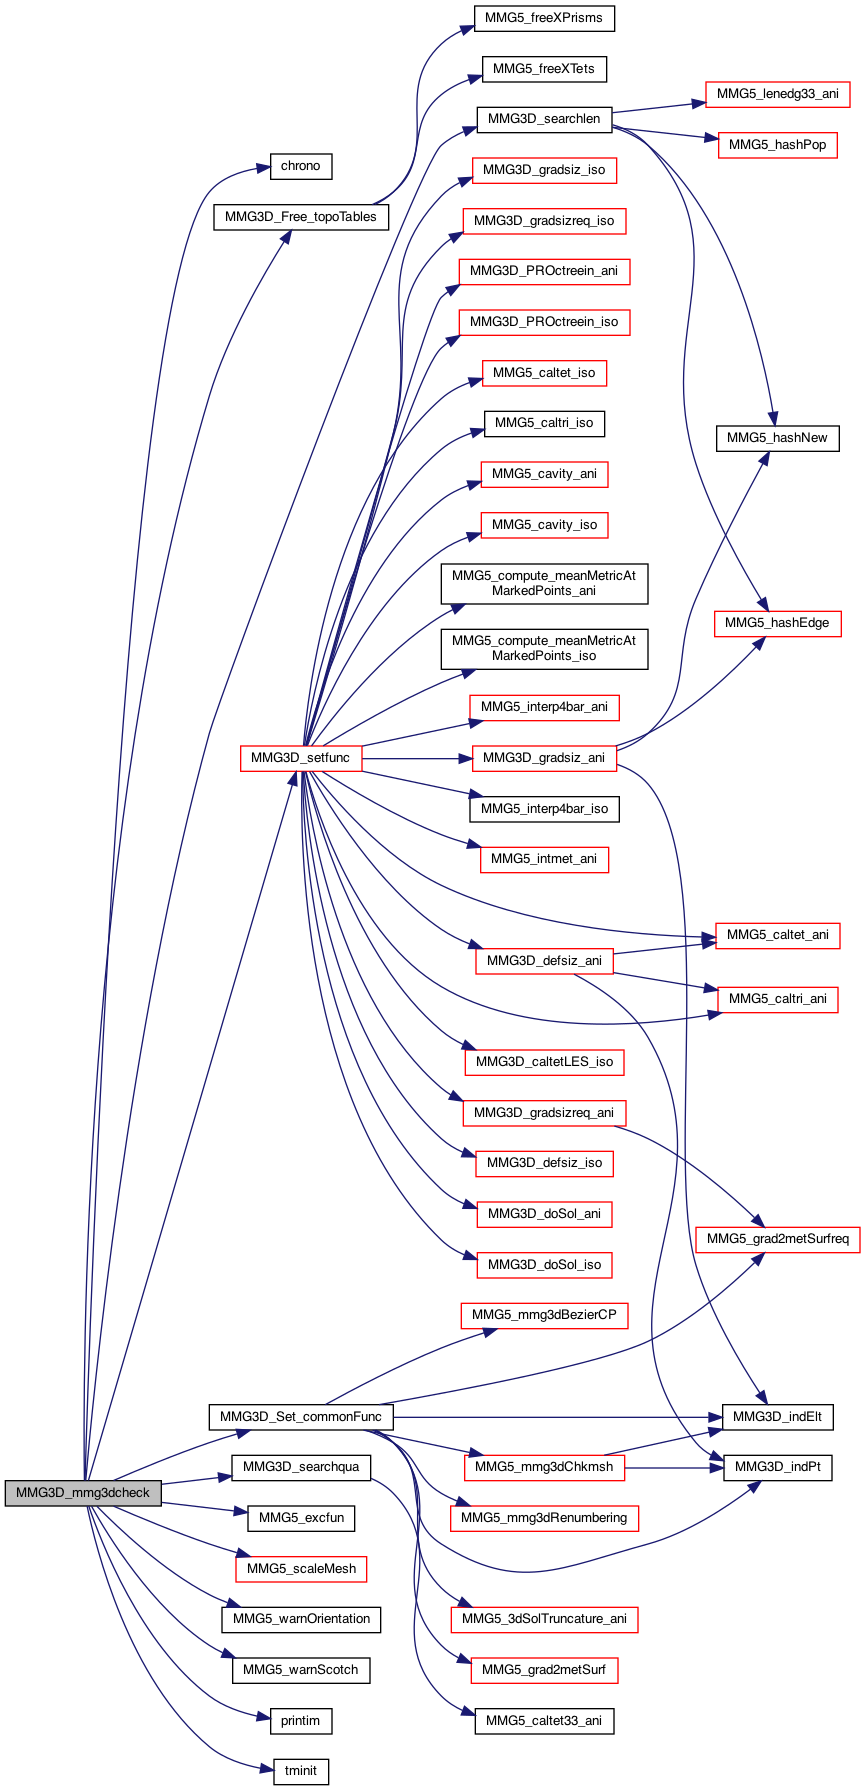 MMG5_freeXPrisms
MMG5_freeXTets
MMG5_lenedg33_ani
MMG3D_searchlen
MMG5_hashPop
chrono
MMG3D_gradsiz_iso
MMG3D_Free_topoTables
MMG3D_gradsizreq_iso
MMG3D_PROctreein_ani
MMG3D_PROctreein_iso
MMG5_caltet_iso
MMG5_caltri_iso
MMG5_hashNew
MMG5_cavity_ani
MMG5_cavity_iso
MMG5_compute_meanMetricAt
MarkedPoints_ani
MMG5_hashEdge
MMG5_compute_meanMetricAt
MarkedPoints_iso
MMG5_interp4bar_ani
MMG3D_setfunc
MMG3D_gradsiz_ani
MMG5_interp4bar_iso
MMG5_intmet_ani
MMG5_caltet_ani
MMG3D_defsiz_ani
MMG5_caltri_ani
MMG3D_caltetLES_iso
MMG3D_gradsizreq_ani
MMG3D_defsiz_iso
MMG3D_doSol_ani
MMG5_grad2metSurfreq
MMG3D_doSol_iso
MMG5_mmg3dBezierCP
MMG3D_Set_commonFunc
MMG3D_indElt
MMG3D_searchqua
MMG5_mmg3dChkmsh
MMG3D_indPt
MMG3D_mmg3dcheck
MMG5_excfun
MMG5_mmg3dRenumbering
MMG5_scaleMesh
MMG5_warnOrientation
MMG5_3dSolTruncature_ani
MMG5_warnScotch
MMG5_grad2metSurf
printim
MMG5_caltet33_ani
tminit